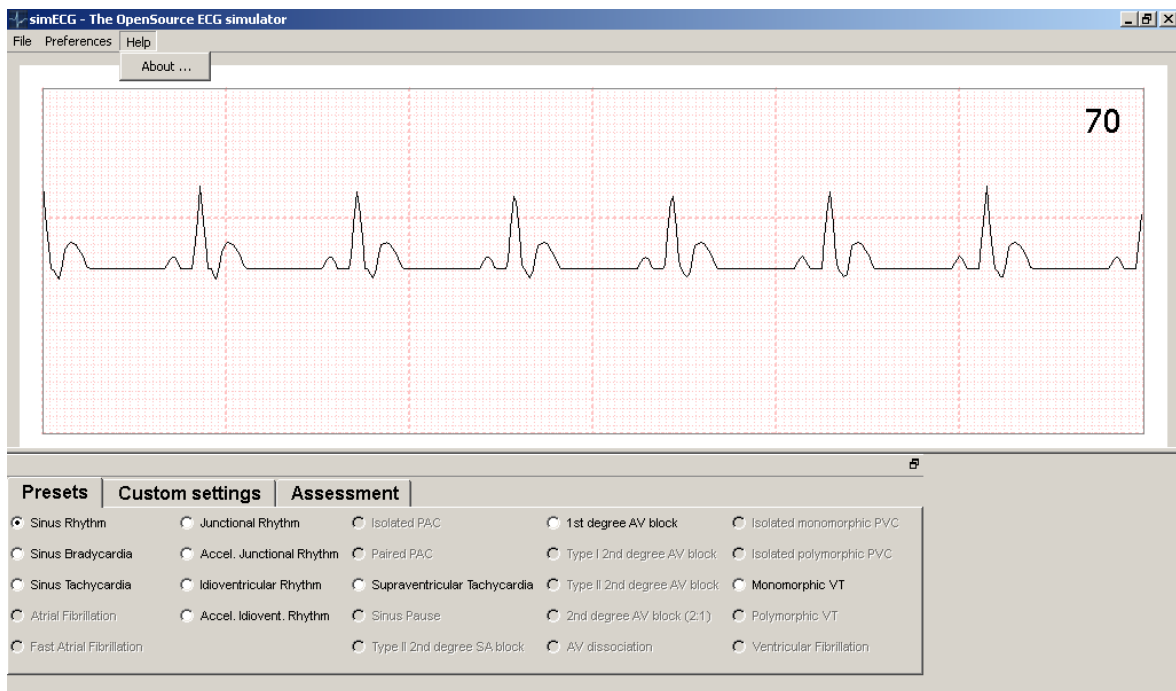 simECG - The OpenSource ECG simulator
File Preferences Help
About ...
70
Presets Custom settings Assessment
Sinus Rhythm Junctional Rhythm Isolated PAC 1st degree AV block Isolated monomorphic PVC
Sinus Bradycardia Accel. Junctional Rhythm Paired PAC Type I 2nd degree AV block Isolated polymorphic PVC
Sinus Tachycardia Idioventricular Rhythm Supraventricular Tachycardia Type II 2nd degree AV block Monomorphic VT
Atrial Fibrillation Accel. Idiovent. Rhythm Sinus Pause 2nd degree AV block (2:1) Polymorphic VT
Fast Atrial Fibrillation Type II 2nd degree SA block AV dissociation Ventricular Fibrillation